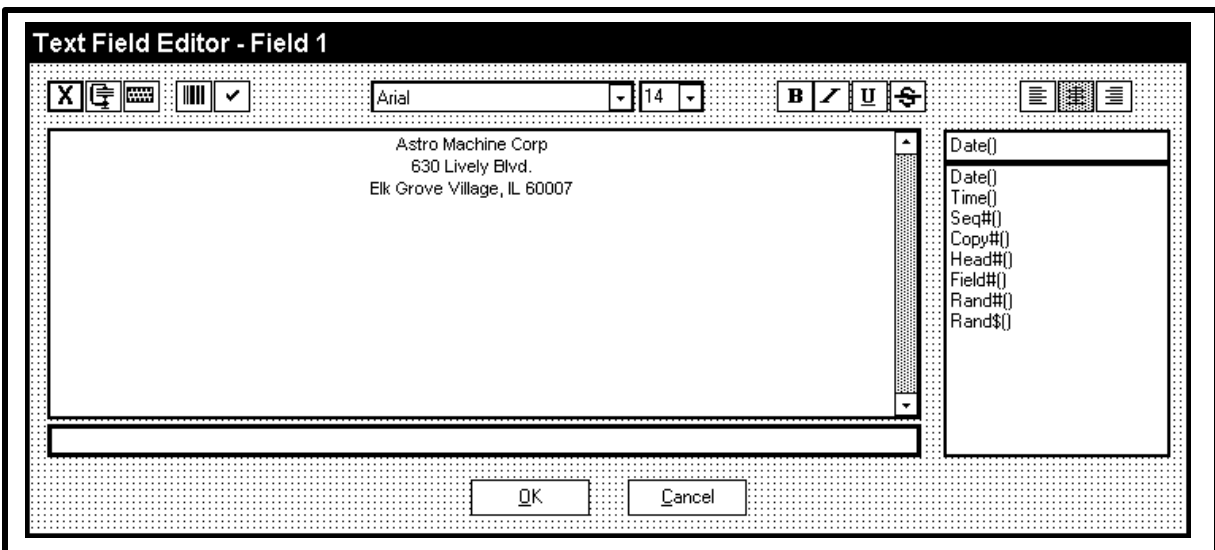 Text Field Editor - Field 1
X
Arial 14 B I U S
Astro Machine Corp
630 Lively Blvd.
Elk Grove Village, IL 60007
Date()
Date()
Time()
Seq#()
Copy#()
Head#()
Field#()
Rand#()
Rand$()
OK Cancel